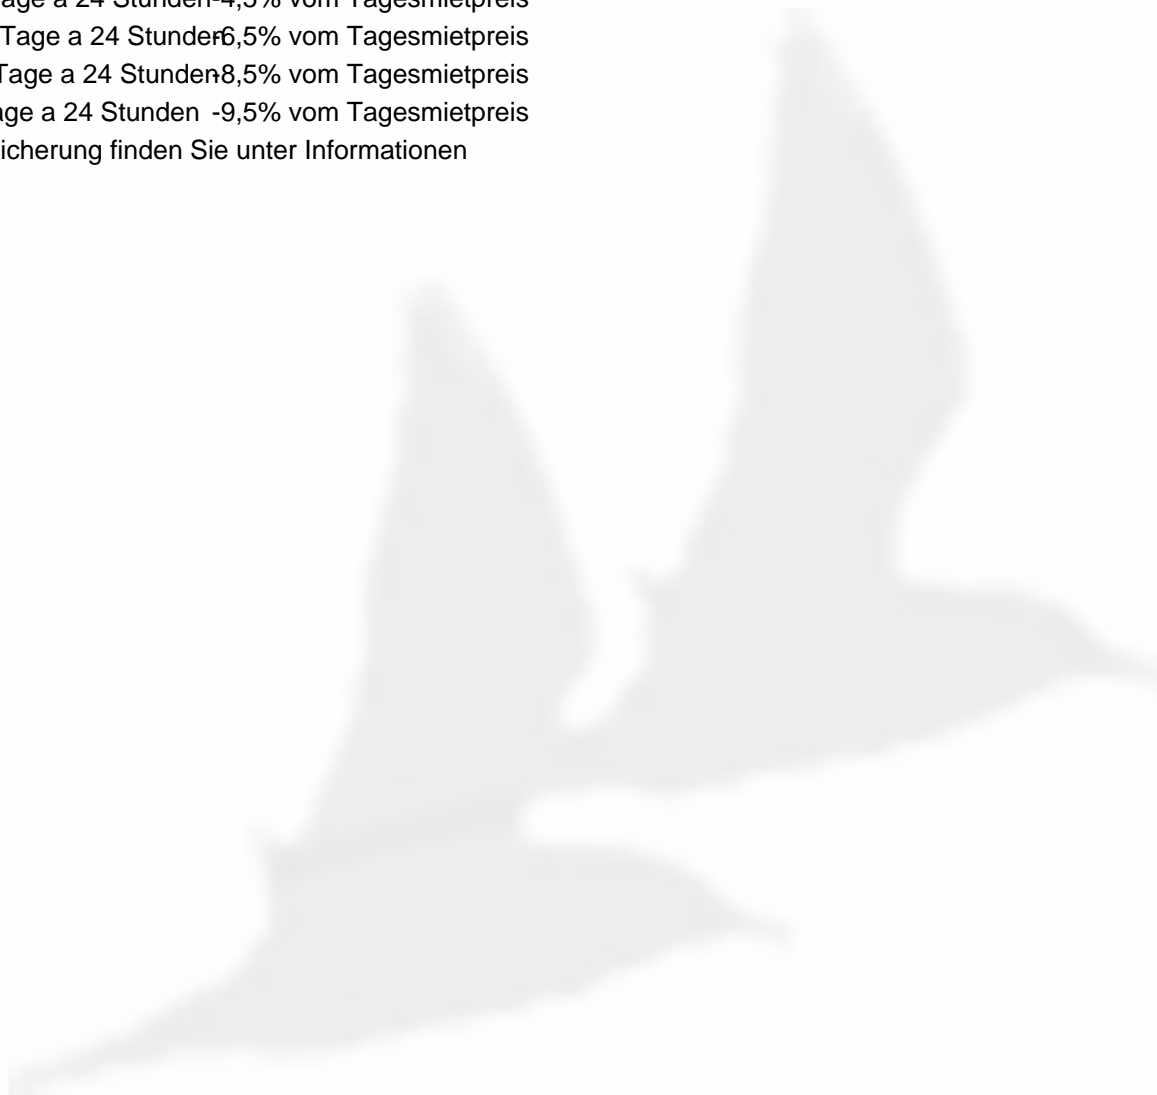 age a 24 Stunden-4,5% vom Tagesmietpreis
Tage a 24 Stunden-6,5% vom Tagesmietpreis
Tage a 24 Stunden-8,5% vom Tagesmietpreis
age a 24 Stunden -9,5% vom Tagesmietpreis
icherung finden Sie unter Informationen